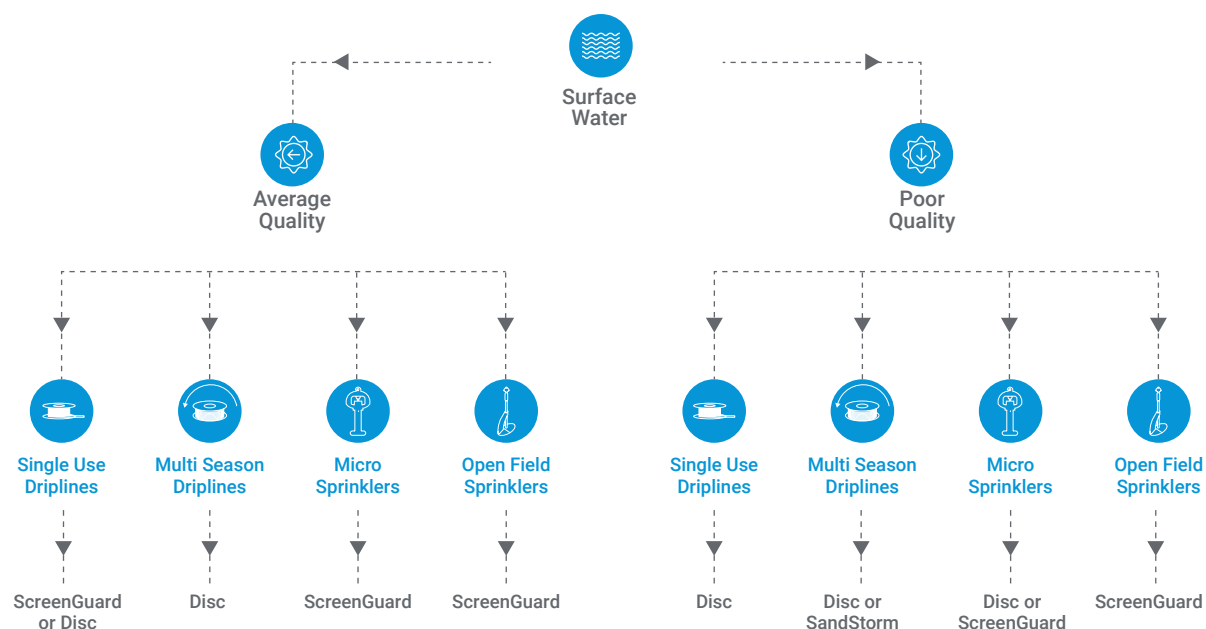 Surface
Water
Average
Quality
Poor
Quality
Single Use
Driplines
Multi Season
Driplines
Micro
Sprinklers
Open Field
Sprinklers
Single Use
Driplines
Multi Season
Driplines
Micro
Sprinklers
Open Field
Sprinklers
ScreenGuard
or Disc
Disc
ScreenGuard
ScreenGuard
Disc
Disc or
SandStorm
Disc or
ScreenGuard
ScreenGuard